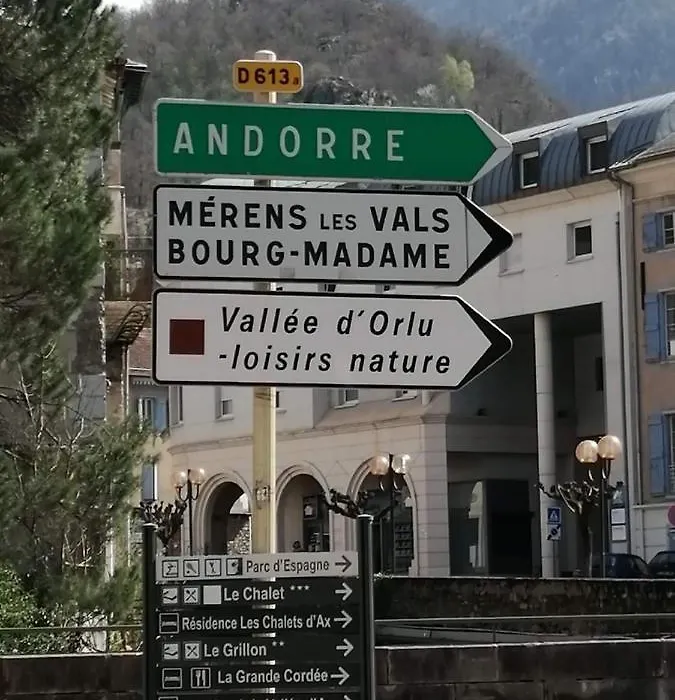 D 613
ANDORRE
MÉRENS LES VALS
BOURG-MADAME
Vallée d'Orlu
-loisirs nature
Parc d'Espagne
Le Chalet ***
Résidence Les Chalets d'Ax
Le Grillon **
La Grande Cordée